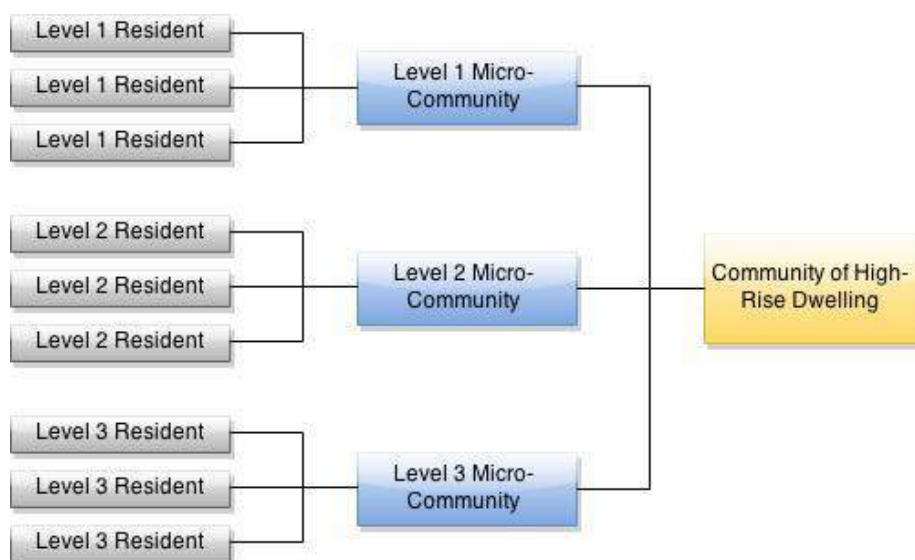 Level 1 Resident
Level 1 Resident
Level 1 Resident
Level 1 Micro-
Community
Level 2 Resident
Level 2 Resident
Level 2 Resident
Level 2 Micro-
Community
Community of High-
Rise Dwelling
Level 3 Resident
Level 3 Resident
Level 3 Resident
Level 3 Micro-
Community